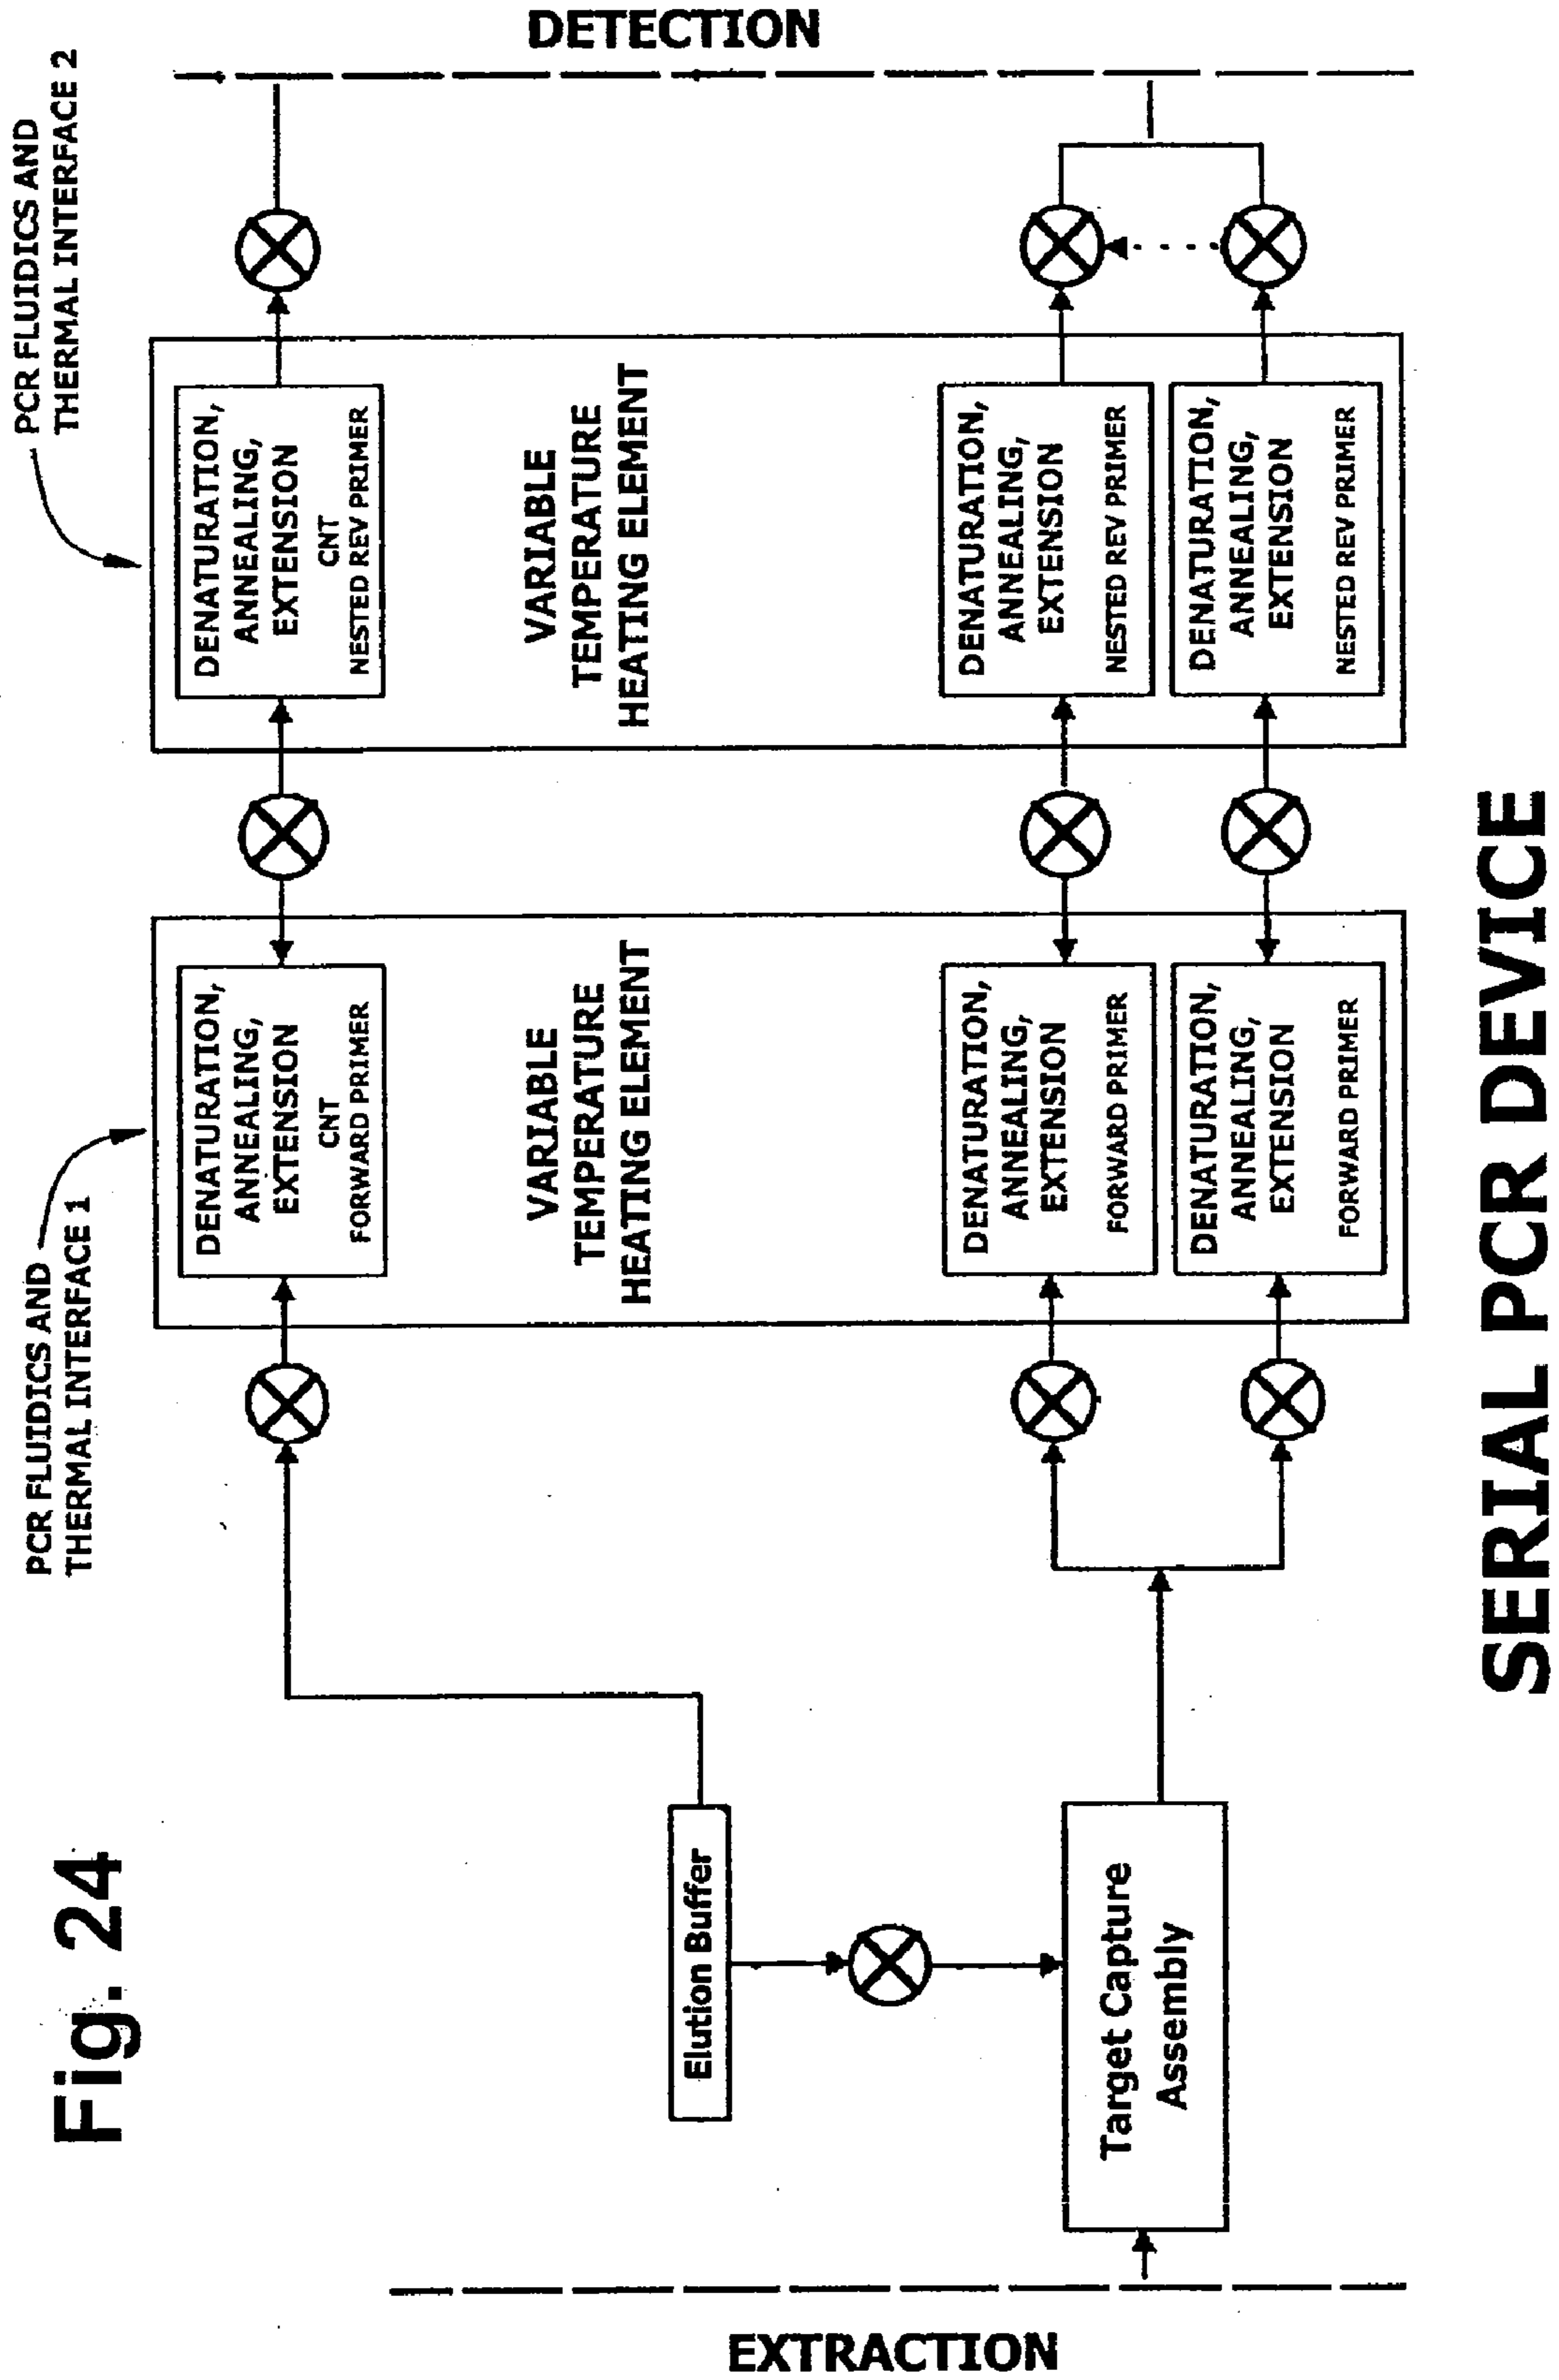 Fig. 24
PCR FLUIDICS AND
THERMAL INTERFACE 1
PCR FLUIDICS AND
THERMAL INTERFACE 2
EXTRACTION
Elution Buffer
Target Capture
Assembly
DENATURATION,
ANNEALING,
EXTENSION
CNT
FORWARD PRIMER
VARIABLE
TEMPERATURE
HEATING ELEMENT
DENATURATION,
ANNEALING,
EXTENSION
FORWARD PRIMER
DENATURATION,
ANNEALING,
EXTENSION
FORWARD PRIMER
DENATURATION,
ANNEALING,
EXTENSION
CNT
NESTED REV PRIMER
VARIABLE
TEMPERATURE
HEATING ELEMENT
DENATURATION,
ANNEALING,
EXTENSION
NESTED REV PRIMER
DENATURATION,
ANNEALING,
EXTENSION
NESTED REV PRIMER
DETECTION
SERIAL PCR DEVICE